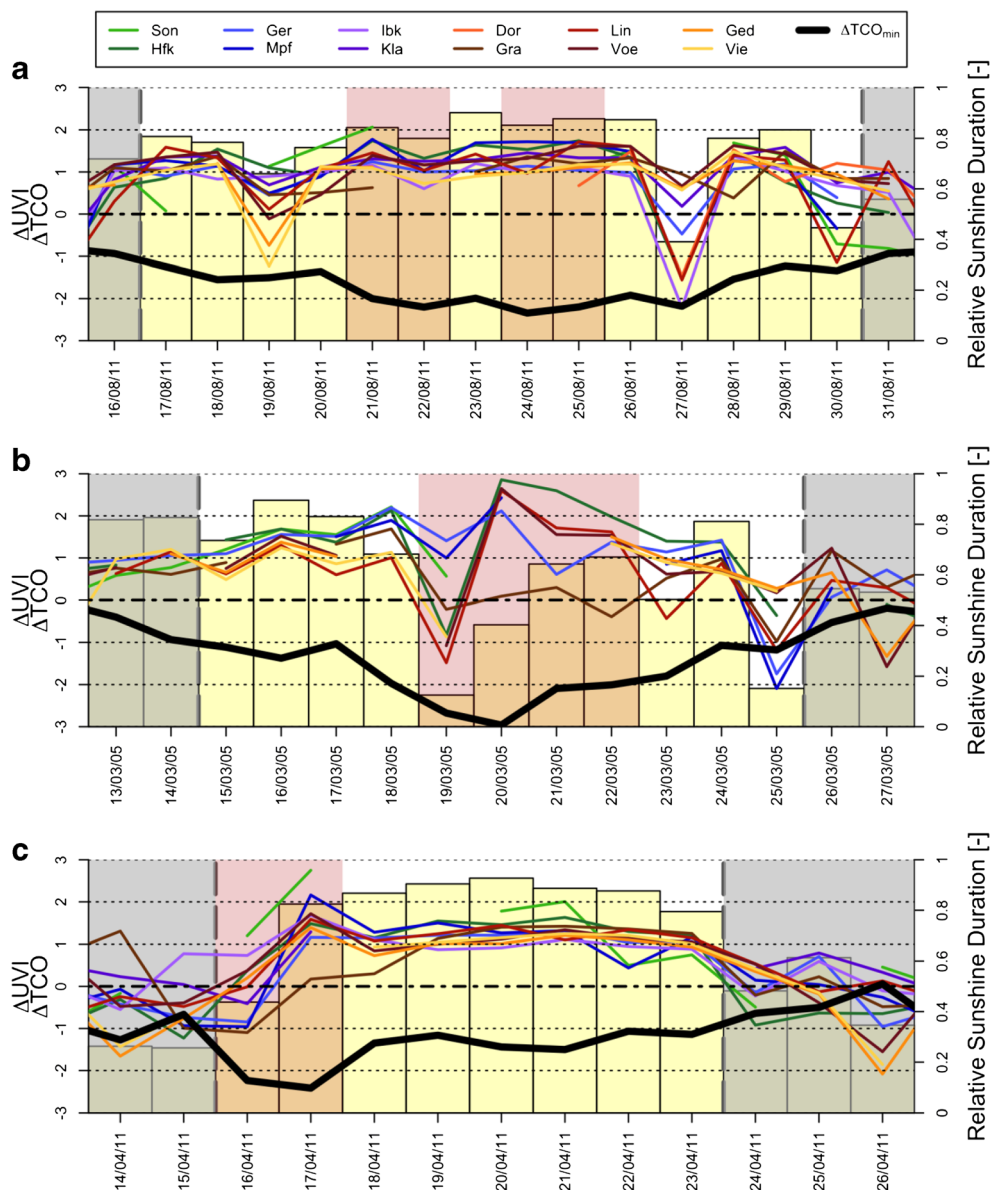 Son Ger Ibk Dor Lin Ged ΔTCOmin
Hfk Mpf Kla Gra Voe Vie
a
ΔUVI
ΔTCO
3
2
1
0
-1
-2
-3
1
0.8
0.6
0.4
0.2
0
Relative Sunshine Duration [-]
16/08/11 17/08/11 18/08/11 19/08/11 20/08/11 21/08/11 22/08/11 23/08/11 24/08/11 25/08/11 26/08/11 27/08/11 28/08/11 29/08/11 30/08/11 31/08/11
b
ΔUVI
ΔTCO
3
2
1
0
-1
-2
-3
1
0.8
0.6
0.4
0.2
0
Relative Sunshine Duration [-]
13/03/05 14/03/05 15/03/05 16/03/05 17/03/05 18/03/05 19/03/05 20/03/05 21/03/05 22/03/05 23/03/05 24/03/05 25/03/05 26/03/05 27/03/05
c
ΔUVI
ΔTCO
3
2
1
0
-1
-2
-3
1
0.8
0.6
0.4
0.2
0
Relative Sunshine Duration [-]
14/04/11 15/04/11 16/04/11 17/04/11 18/04/11 19/04/11 20/04/11 21/04/11 22/04/11 23/04/11 24/04/11 25/04/11 26/04/11